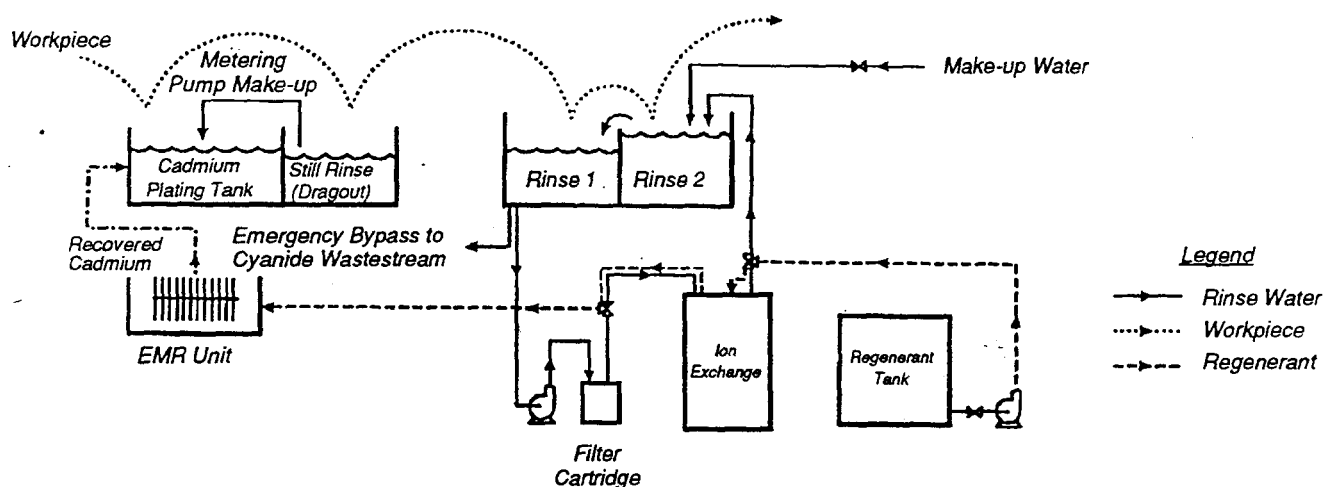 Workpiece
Metering
Pump Make-up
Make-up Water
Cadmium
Plating Tank
Still Rinse
(Dragout)
Rinse 1
Rinse 2
Recovered
Cadmium
Emergency Bypass to
Cyanide Wastestream
EMR Unit
Ion
Exchange
Regenerant
Tank
Filter
Cartridge
Legend
Rinse Water
Workpiece
Regenerant